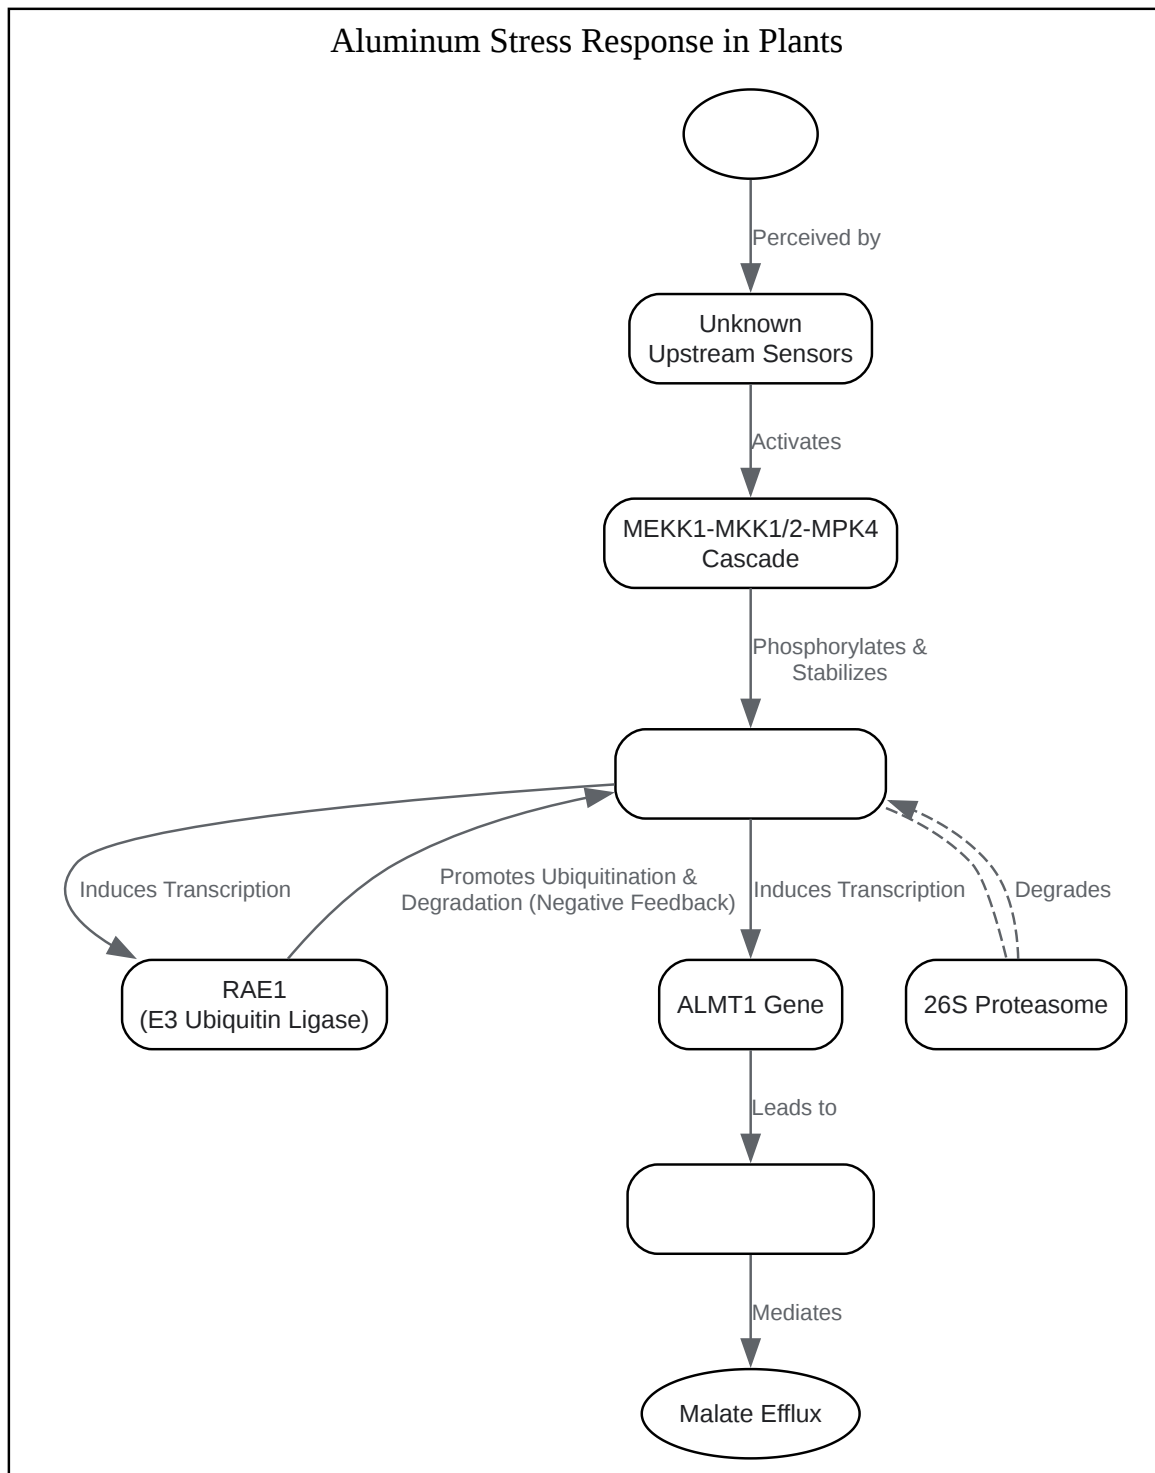 Aluminum Stress Response in Plants
Perceived by
Unknown
Upstream Sensors
Activates
MEKK1-MKK1/2-MPK4
Cascade
Phosphorylates &
Stabilizes
Induces Transcription
Promotes Ubiquitination &
Degradation (Negative Feedback)
Induces Transcription
Degrades
RAE1
(E3 Ubiquitin Ligase)
ALMT1 Gene
26S Proteasome
Leads to
Mediates
Malate Efflux